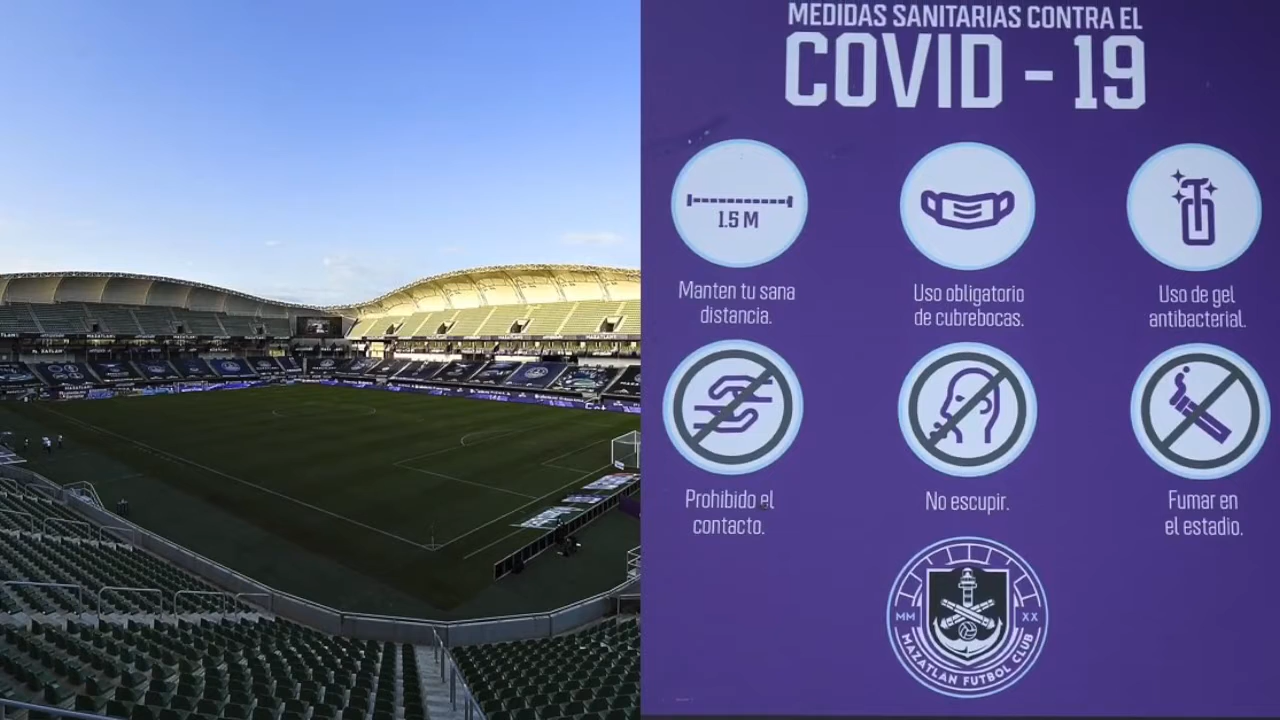 MEDIDAS SANITARIAS CONTRA EL
COVID - 19
1.5 M
Manten tu sana
distancia.
Uso obligatorio
de cubrebocas.
Uso de gel
antibacterial.
Prohibido el
contacto.
No escupir.
Fumar en
el estadio.
MM
XX
MAZATLAN FUTBOL CLUB